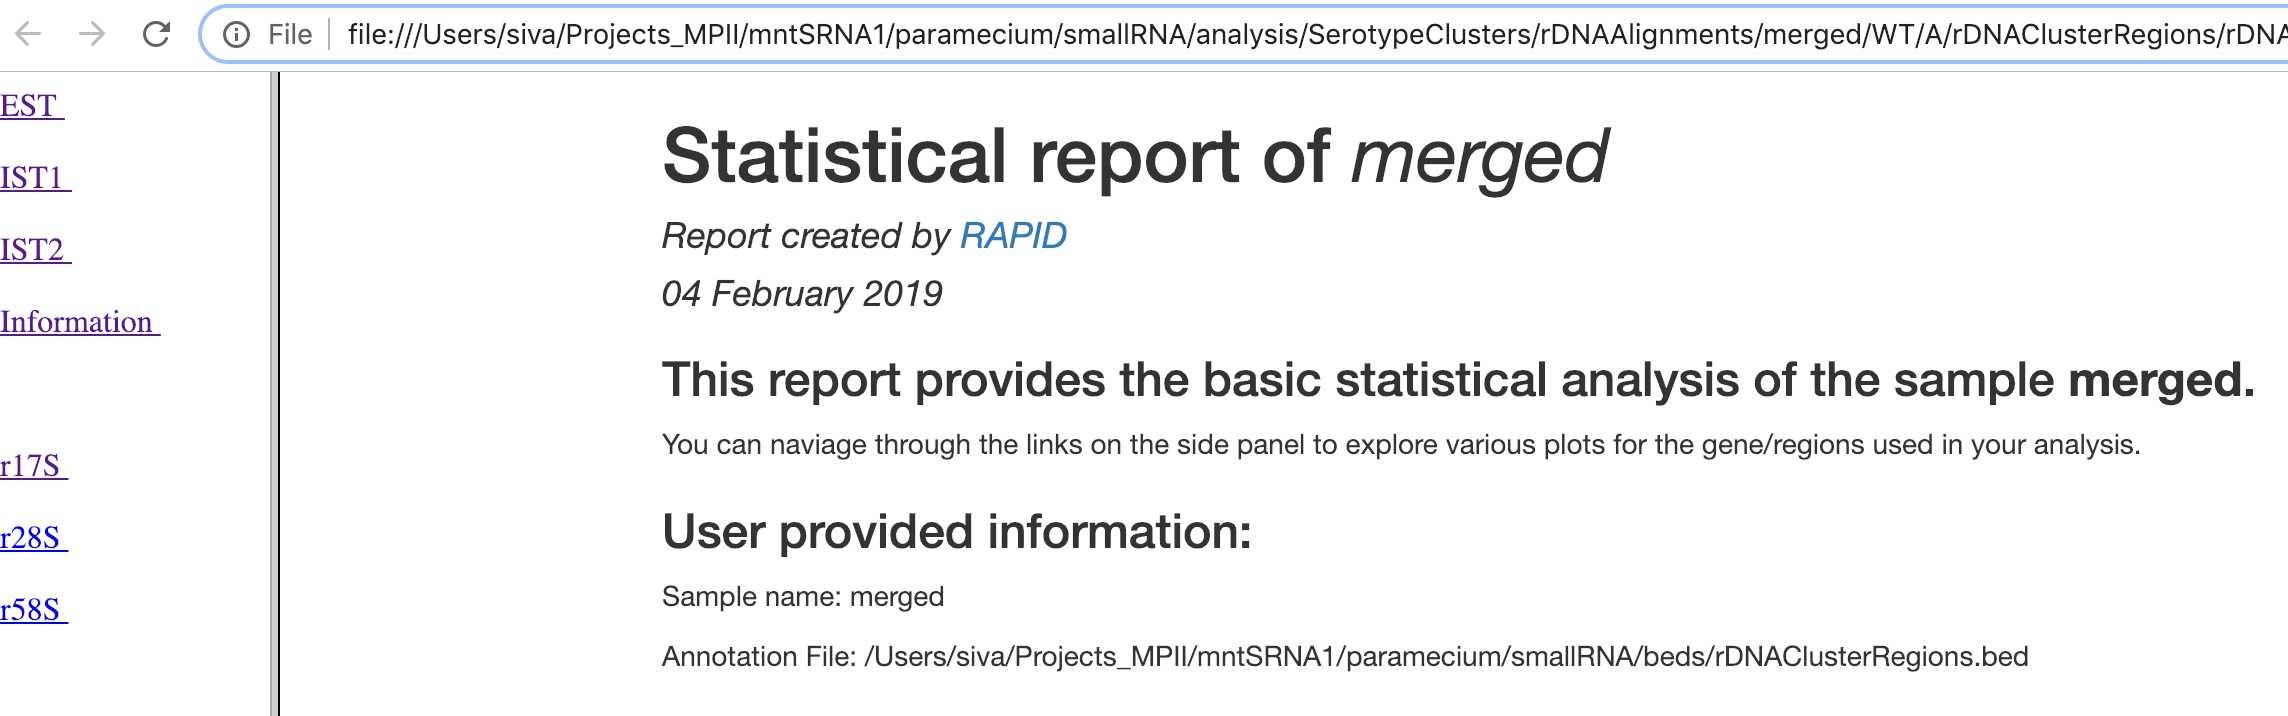 File file:///Users/siva/Projects_MPII/mntSRNA1/paramecium/smallRNA/analysis/SerotypeClusters/rDNAAlignments/merged/WT/A/rDNAClusterRegions/rDNA
EST
IST1
IST2
Information
r17S
r28S
r58S
Statistical report of merged
Report created by RAPID
04 February 2019
This report provides the basic statistical analysis of the sample merged.
You can naviage through the links on the side panel to explore various plots for the gene/regions used in your analysis.
User provided information:
Sample name: merged
Annotation File: /Users/siva/Projects_MPII/mntSRNA1/paramecium/smallRNA/beds/rDNAClusterRegions.bed